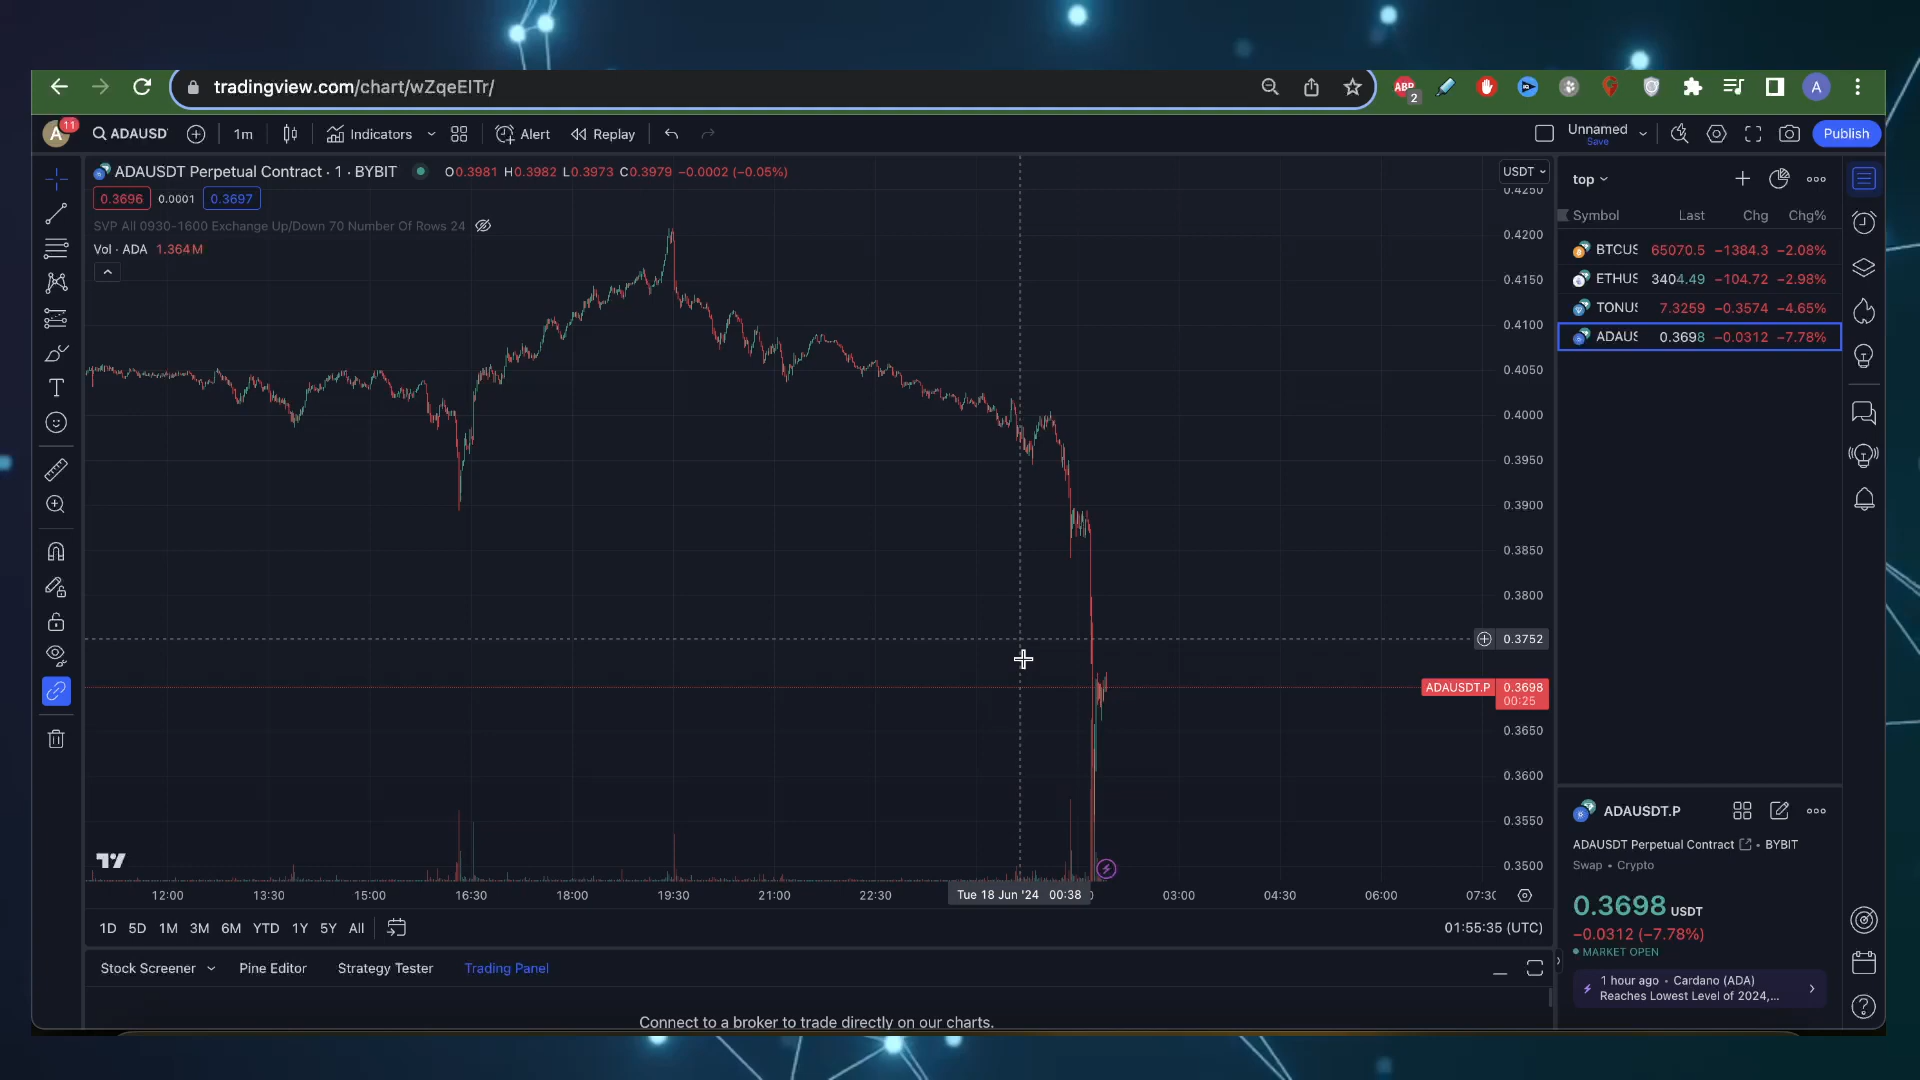 tradingview.com/chart/wZqeEITr/
ABP 2
A
A 11 ADAUSD 1m Indicators Alert Replay Unnamed Save Publish
ADAUSDT Perpetual Contract · 1 · BYBIT O0.3981 H0.3982 L0.3973 C0.3979 −0.0002 (−0.05%)
0.3696 0.0001 0.3697
SVP All 0930-1600 Exchange Up/Down 70 Number Of Rows 24
Vol · ADA 1.364M
USDT
0.4250
0.4200
0.4150
0.4100
0.4050
0.4000
0.3950
0.3900
0.3850
0.3800
0.3752
ADAUSDT.P 0.3698
00:25
0.3650
0.3600
0.3550
0.3500
12:00 13:30 15:00 16:30 18:00 19:30 21:00 22:30 Tue 18 Jun '24 00:38 03:00 04:30 06:00 07:30
1D 5D 1M 3M 6M YTD 1Y 5Y All 01:55:35 (UTC)
Stock Screener Pine Editor Strategy Tester Trading Panel
Connect to a broker to trade directly on our charts.
top
Symbol Last Chg Chg%
BTCUS 65070.5 −1384.3 −2.08%
ETHUS 3404.49 −104.72 −2.98%
TONUS 7.3259 −0.3574 −4.65%
ADAUS 0.3698 −0.0312 −7.78%
ADAUSDT.P
ADAUSDT Perpetual Contract • BYBIT
Swap • Crypto
0.3698 USDT
−0.0312 (−7.78%)
MARKET OPEN
1 hour ago • Cardano (ADA)
Reaches Lowest Level of 2024,...